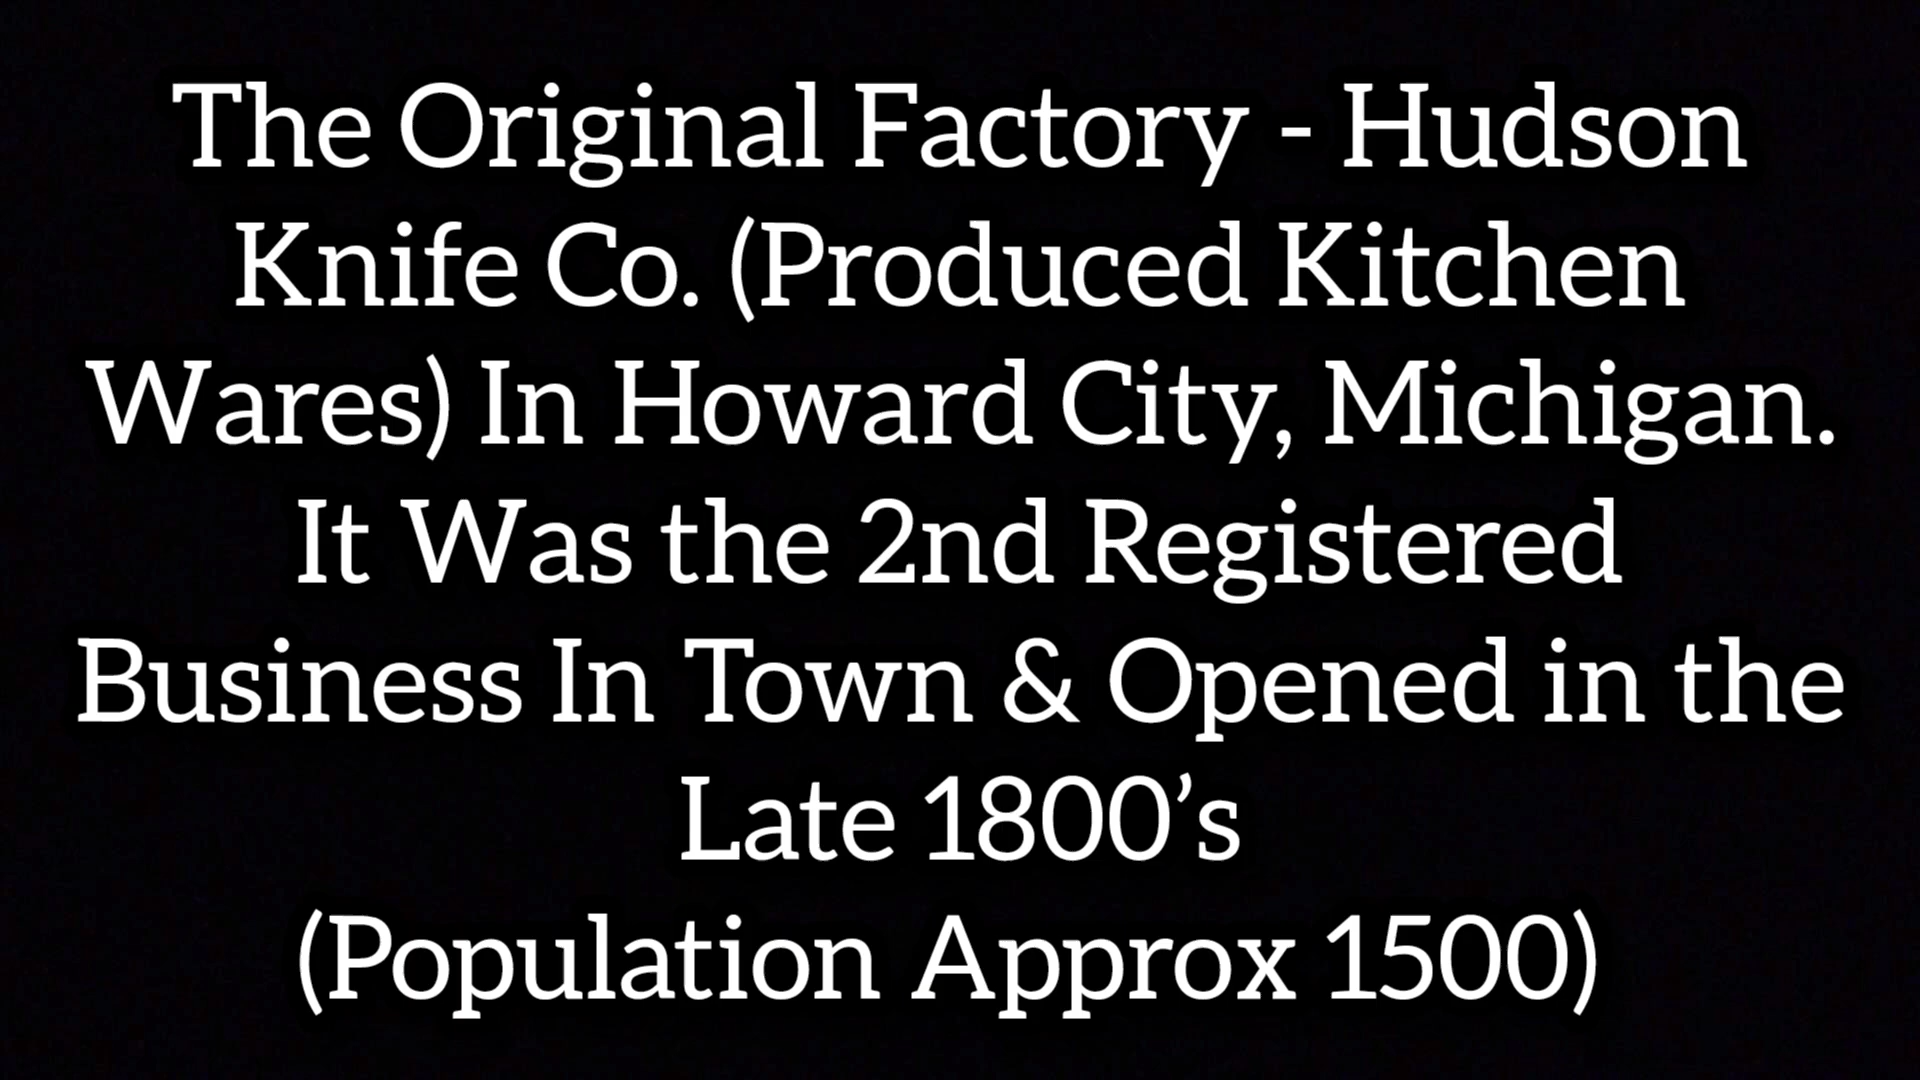 The Original Factory - Hudson
Knife Co. (Produced Kitchen
Wares) In Howard City, Michigan.
It Was the 2nd Registered
Business In Town & Opened in the
Late 1800’s
(Population Approx 1500)